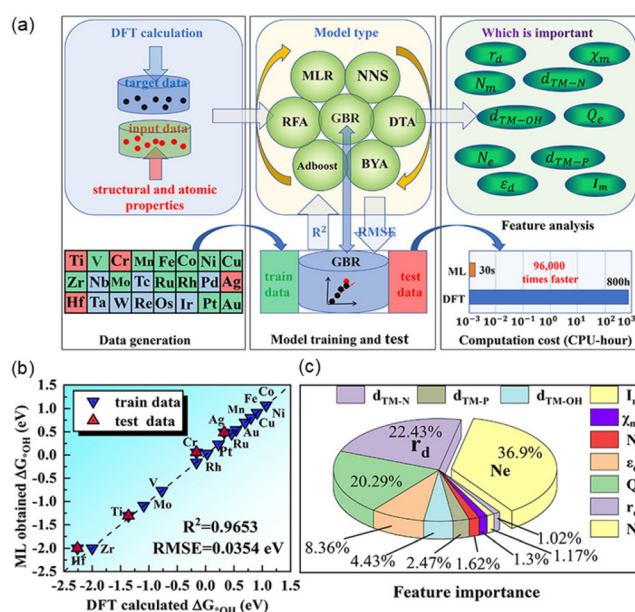 (a)
DFT calculation
target data
input data
structural and atomic
properties
Ti V Cr Mn Fe Co Ni Cu
Zr Nb Mo Tc Ru Rh Pd Ag
Hf Ta W Re Os Ir Pt Au
Data generation
Model type
MLR NNS
RFA GBR DTA
Adboost BYA
R² RMSE
train
data
GBR
test
data
Model training and test
Which is important
r_d χ_m
N_m d_TM−N
d_TM−OH Q_e
N_e d_TM−P
ε_d I_m
Feature analysis
ML 30s 96,000
times faster 800h
DFT
10⁻³ 10⁻² 10⁻¹ 10⁰ 10¹ 10² 10³
Computation cost (CPU-hour)
(b)
ML obtained ΔG*OH (eV)
1.5
1.0
0.5
0.0
-0.5
-1.0
-1.5
-2.0
-2.5
train data
test data
Co
Fe
Ni
Mn
Cu
Ag
Au
Ru
Cr
Pt
Rh
V
Mo
Ti
Hf
Zr
R²=0.9653
RMSE=0.0354 eV
-2.5 -2.0 -1.5 -1.0 -0.5 0.0 0.5 1.0 1.5
DFT calculated ΔG*OH (eV)
(c)
d_TM-N d_TM-P d_TM-OH
χ
N
ε
Q
r
N
22.43%
r_d
36.9%
Ne
20.29%
8.36%
4.43%
2.47%
1.62%
1.3%
1.17%
1.02%
Feature importance